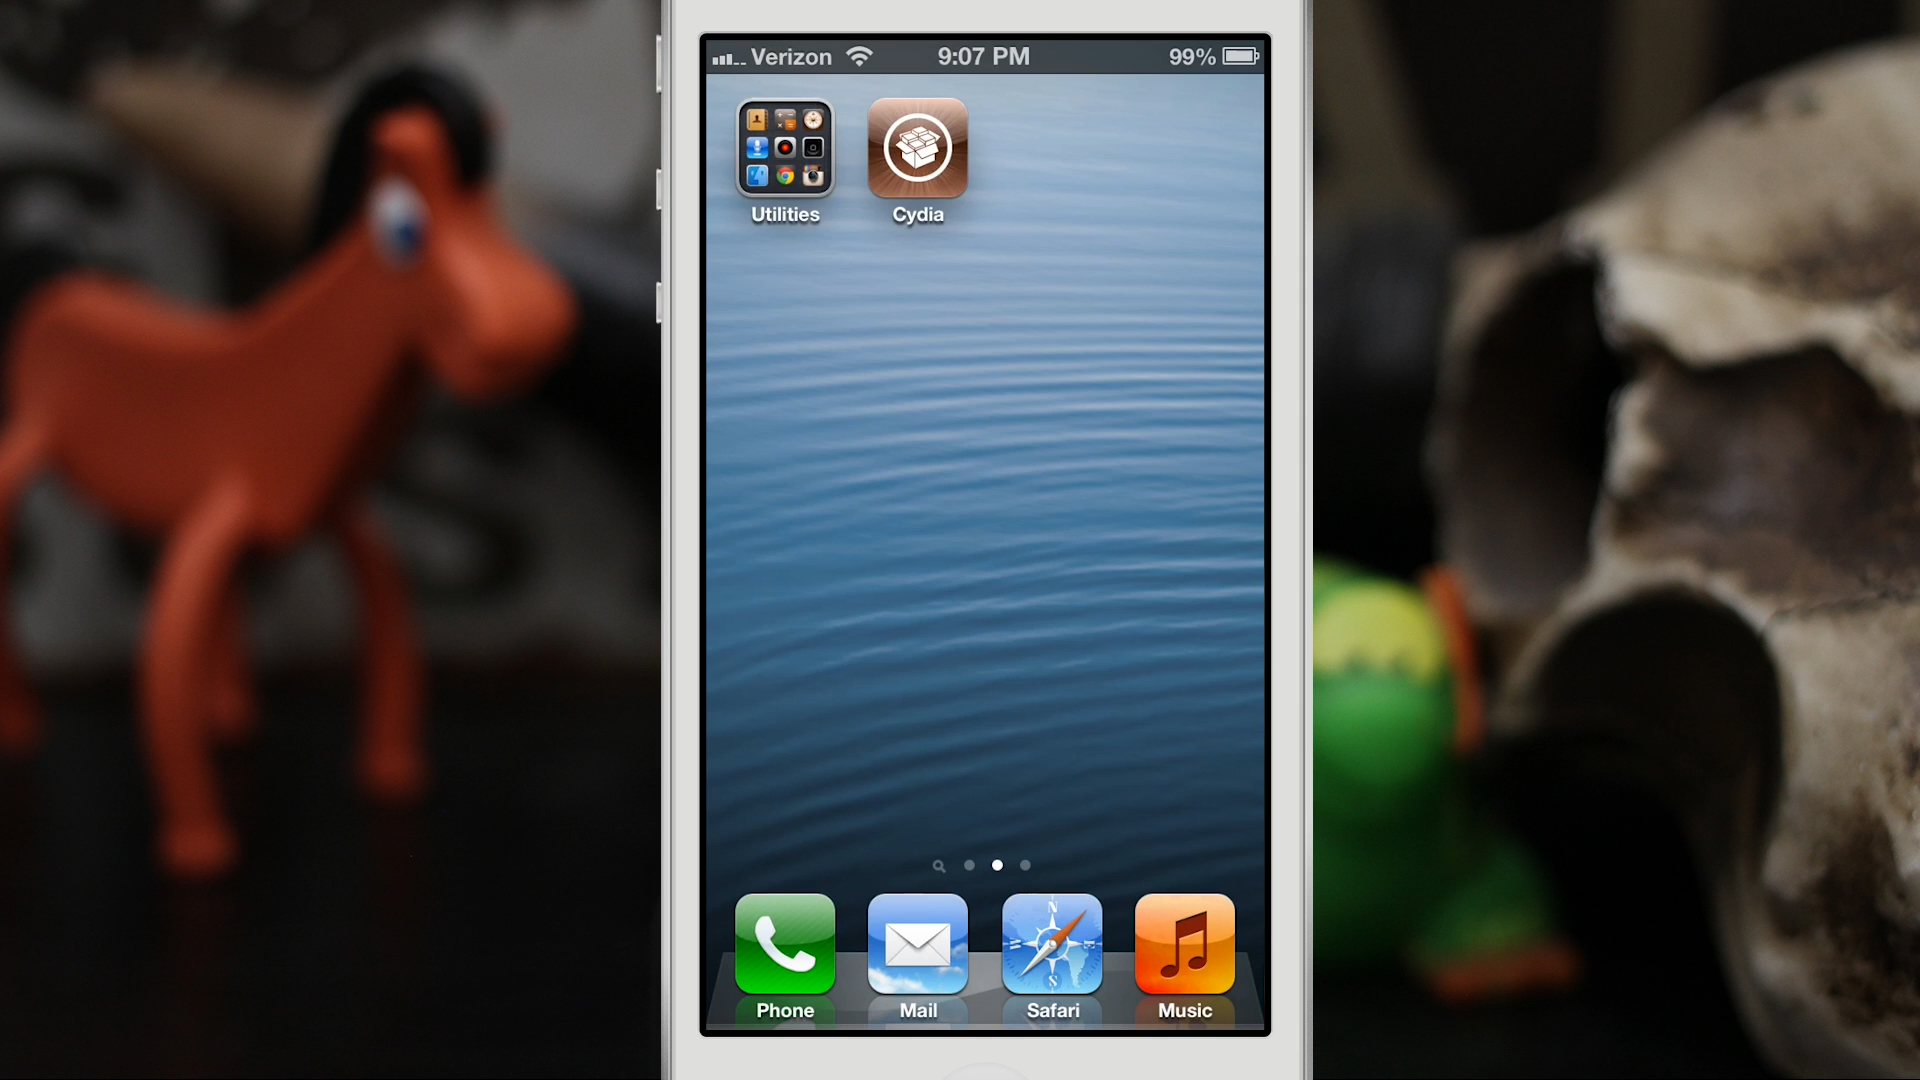 Verizon 9:07 PM 99%
Utilities Cydia
N
S
Phone Mail Safari Music